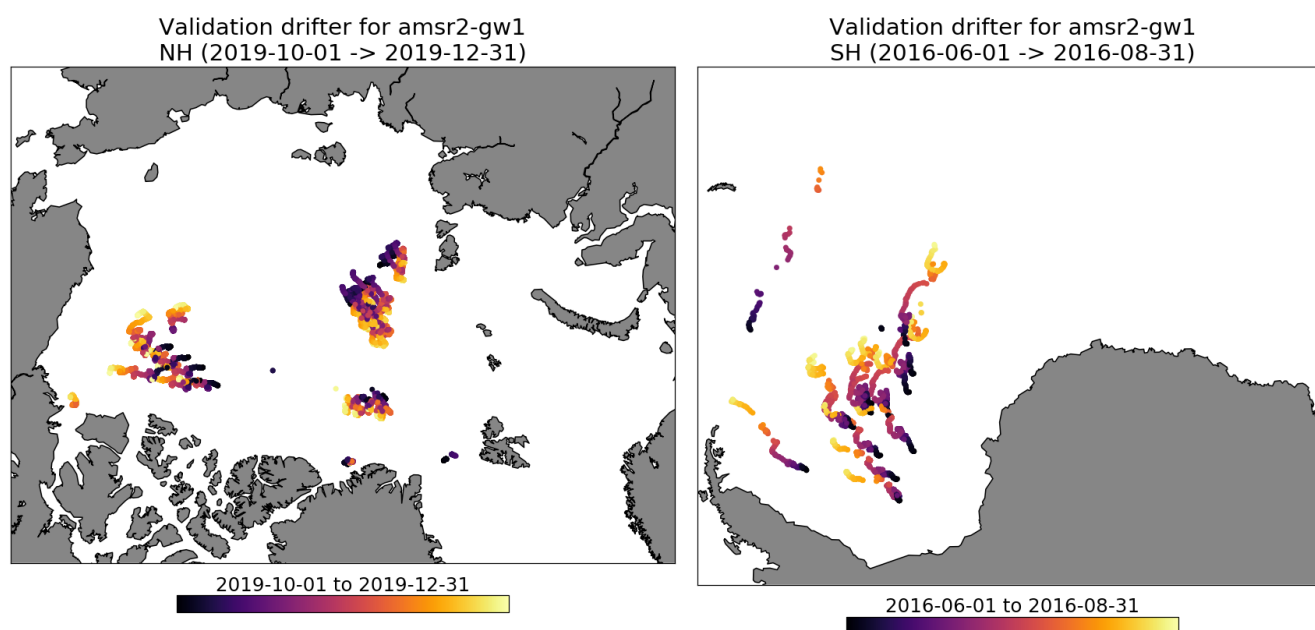 Validation drifter for amsr2-gw1
NH (2019-10-01 -> 2019-12-31)
2019-10-01 to 2019-12-31
Validation drifter for amsr2-gw1
SH (2016-06-01 -> 2016-08-31)
2016-06-01 to 2016-08-31